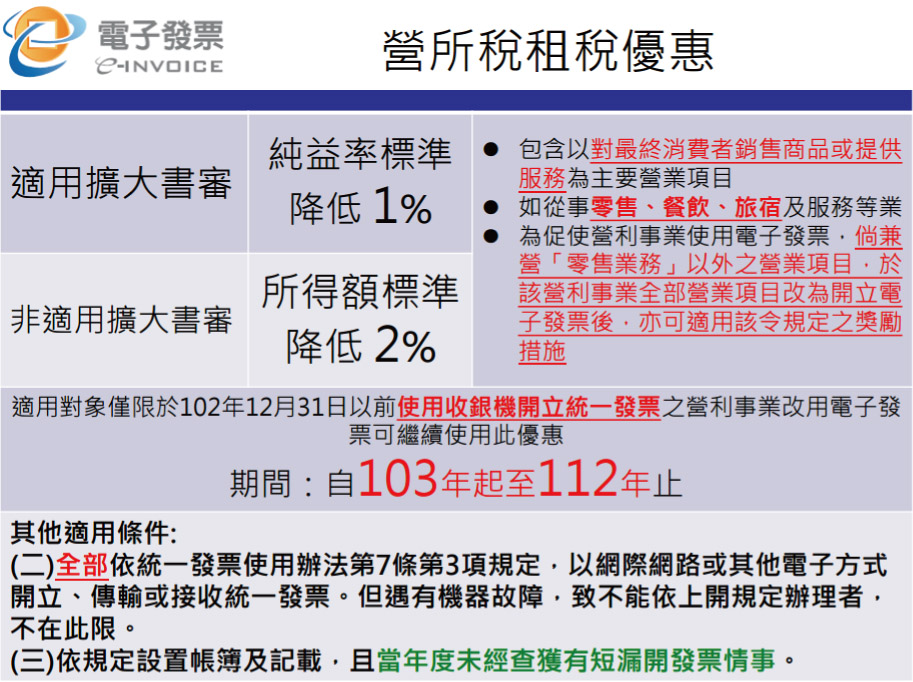 電子發票
e-INVOICE
營所稅租稅優惠
適用擴大書審
純益率標準
降低 1%
非適用擴大書審
所得額標準
降低 2%
● 包含以對最終消費者銷售商品或提供
服務為主要營業項目
● 如從事零售、餐飲、旅宿及服務等業
● 為促使營利事業使用電子發票，倘兼
營「零售業務」以外之營業項目，於
該營利事業全部營業項目改為開立電
子發票後，亦可適用該令規定之獎勵
措施
適用對象僅限於102年12月31日以前使用收銀機開立統一發票之營利事業改用電子發
票可繼續使用此優惠
期間：自103年起至112年止
其他適用條件:
(二)全部依統一發票使用辦法第7條第3項規定，以網際網路或其他電子方式
開立、傳輸或接收統一發票。但遇有機器故障，致不能依上開規定辦理者，
不在此限。
(三)依規定設置帳簿及記載，且當年度未經查獲有短漏開發票情事。